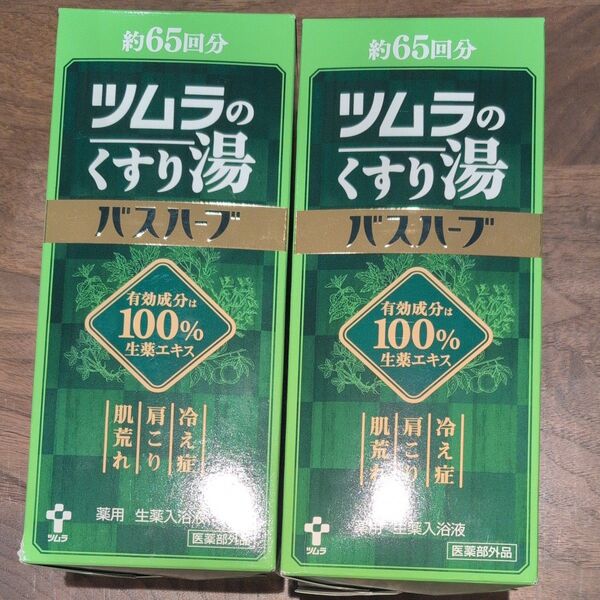 約65回分
ツムラの
くすり湯
バスハーブ
有効成分は
100%
生薬エキス
冷え症
肩こり
肌荒れ
薬用 生薬入浴液
ツムラ
医薬部外品
約65回分
ツムラの
くすり湯
バスハーブ
有効成分は
100%
生薬エキス
冷え症
肩こり
肌荒れ
薬用 生薬入浴液
ツムラ
医薬部外品